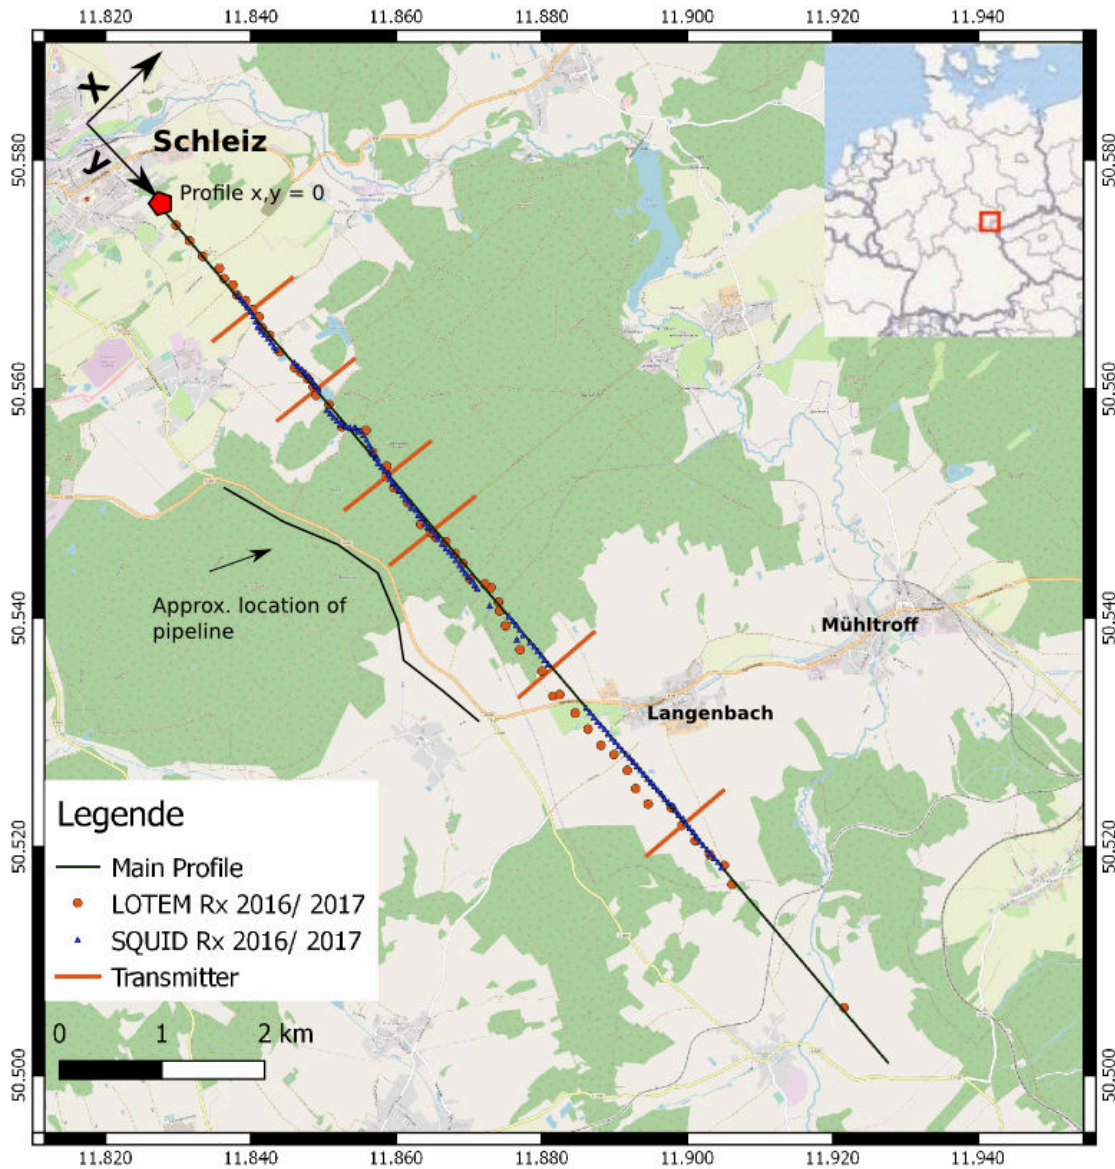 11.820 11.840 11.860 11.880 11.900 11.920 11.940
x
y
Schleiz
Profile x,y = 0
50.580 50.580
50.560 50.560
50.540 50.540
50.520 50.520
50.500 50.500
Approx. location of
pipeline
Mühltroff
Langenbach
Legende
Main Profile
LOTEM Rx 2016/ 2017
SQUID Rx 2016/ 2017
Transmitter
0 1 2 km
11.820 11.840 11.860 11.880 11.900 11.920 11.940